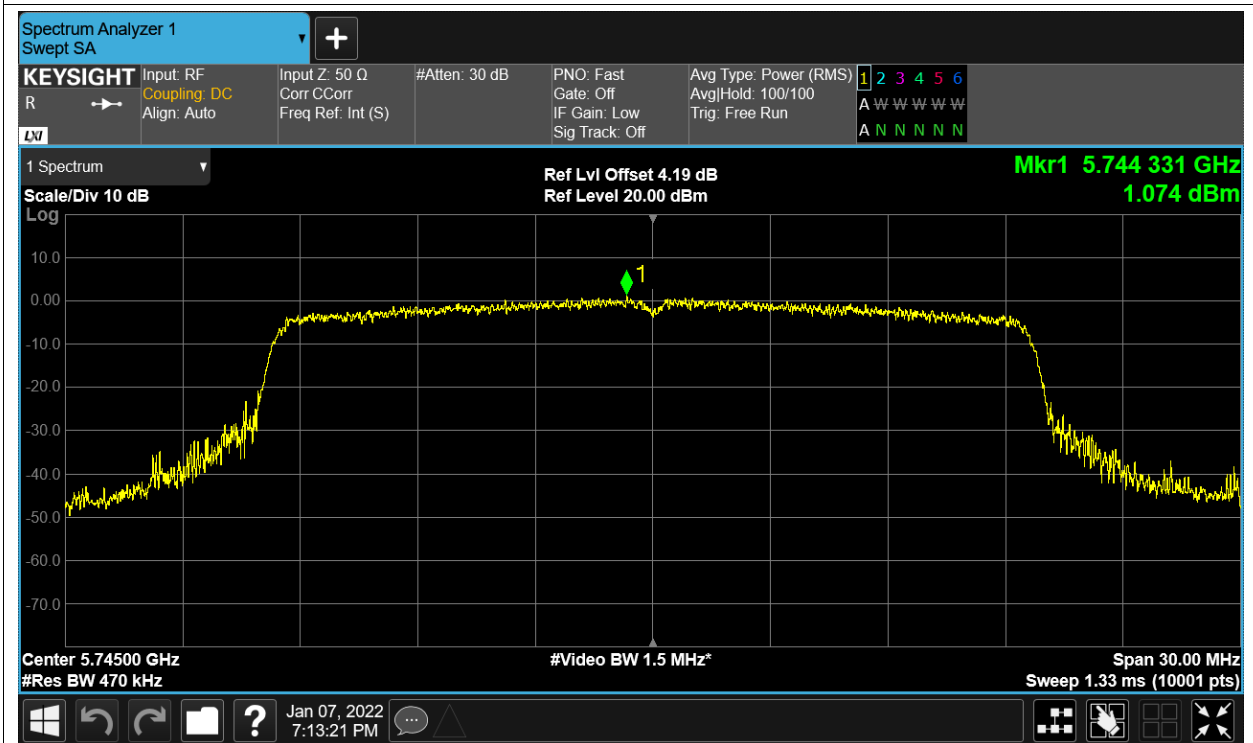 Spectrum Analyzer 1
Swept SA
KEYSIGHT
R
LXI
Input: RF
Coupling: DC
Align: Auto
Input Z: 50 Ω
Corr CCorr
Freq Ref: Int (S)
#Atten: 30 dB
PNO: Fast
Gate: Off
IF Gain: Low
Sig Track: Off
Avg Type: Power (RMS)
Avg|Hold: 100/100
Trig: Free Run
1 2 3 4 5 6
A W W W W W
A N N N N N
1 Spectrum
Scale/Div 10 dB
Ref Lvl Offset 4.19 dB
Ref Level 20.00 dBm
Mkr1 5.744 331 GHz
1.074 dBm
Log
10.0
0.00
-10.0
-20.0
-30.0
-40.0
-50.0
-60.0
-70.0
1
Center 5.74500 GHz
#Res BW 470 kHz
#Video BW 1.5 MHz*
Span 30.00 MHz
Sweep 1.33 ms (10001 pts)
?
Jan 07, 2022
7:13:21 PM